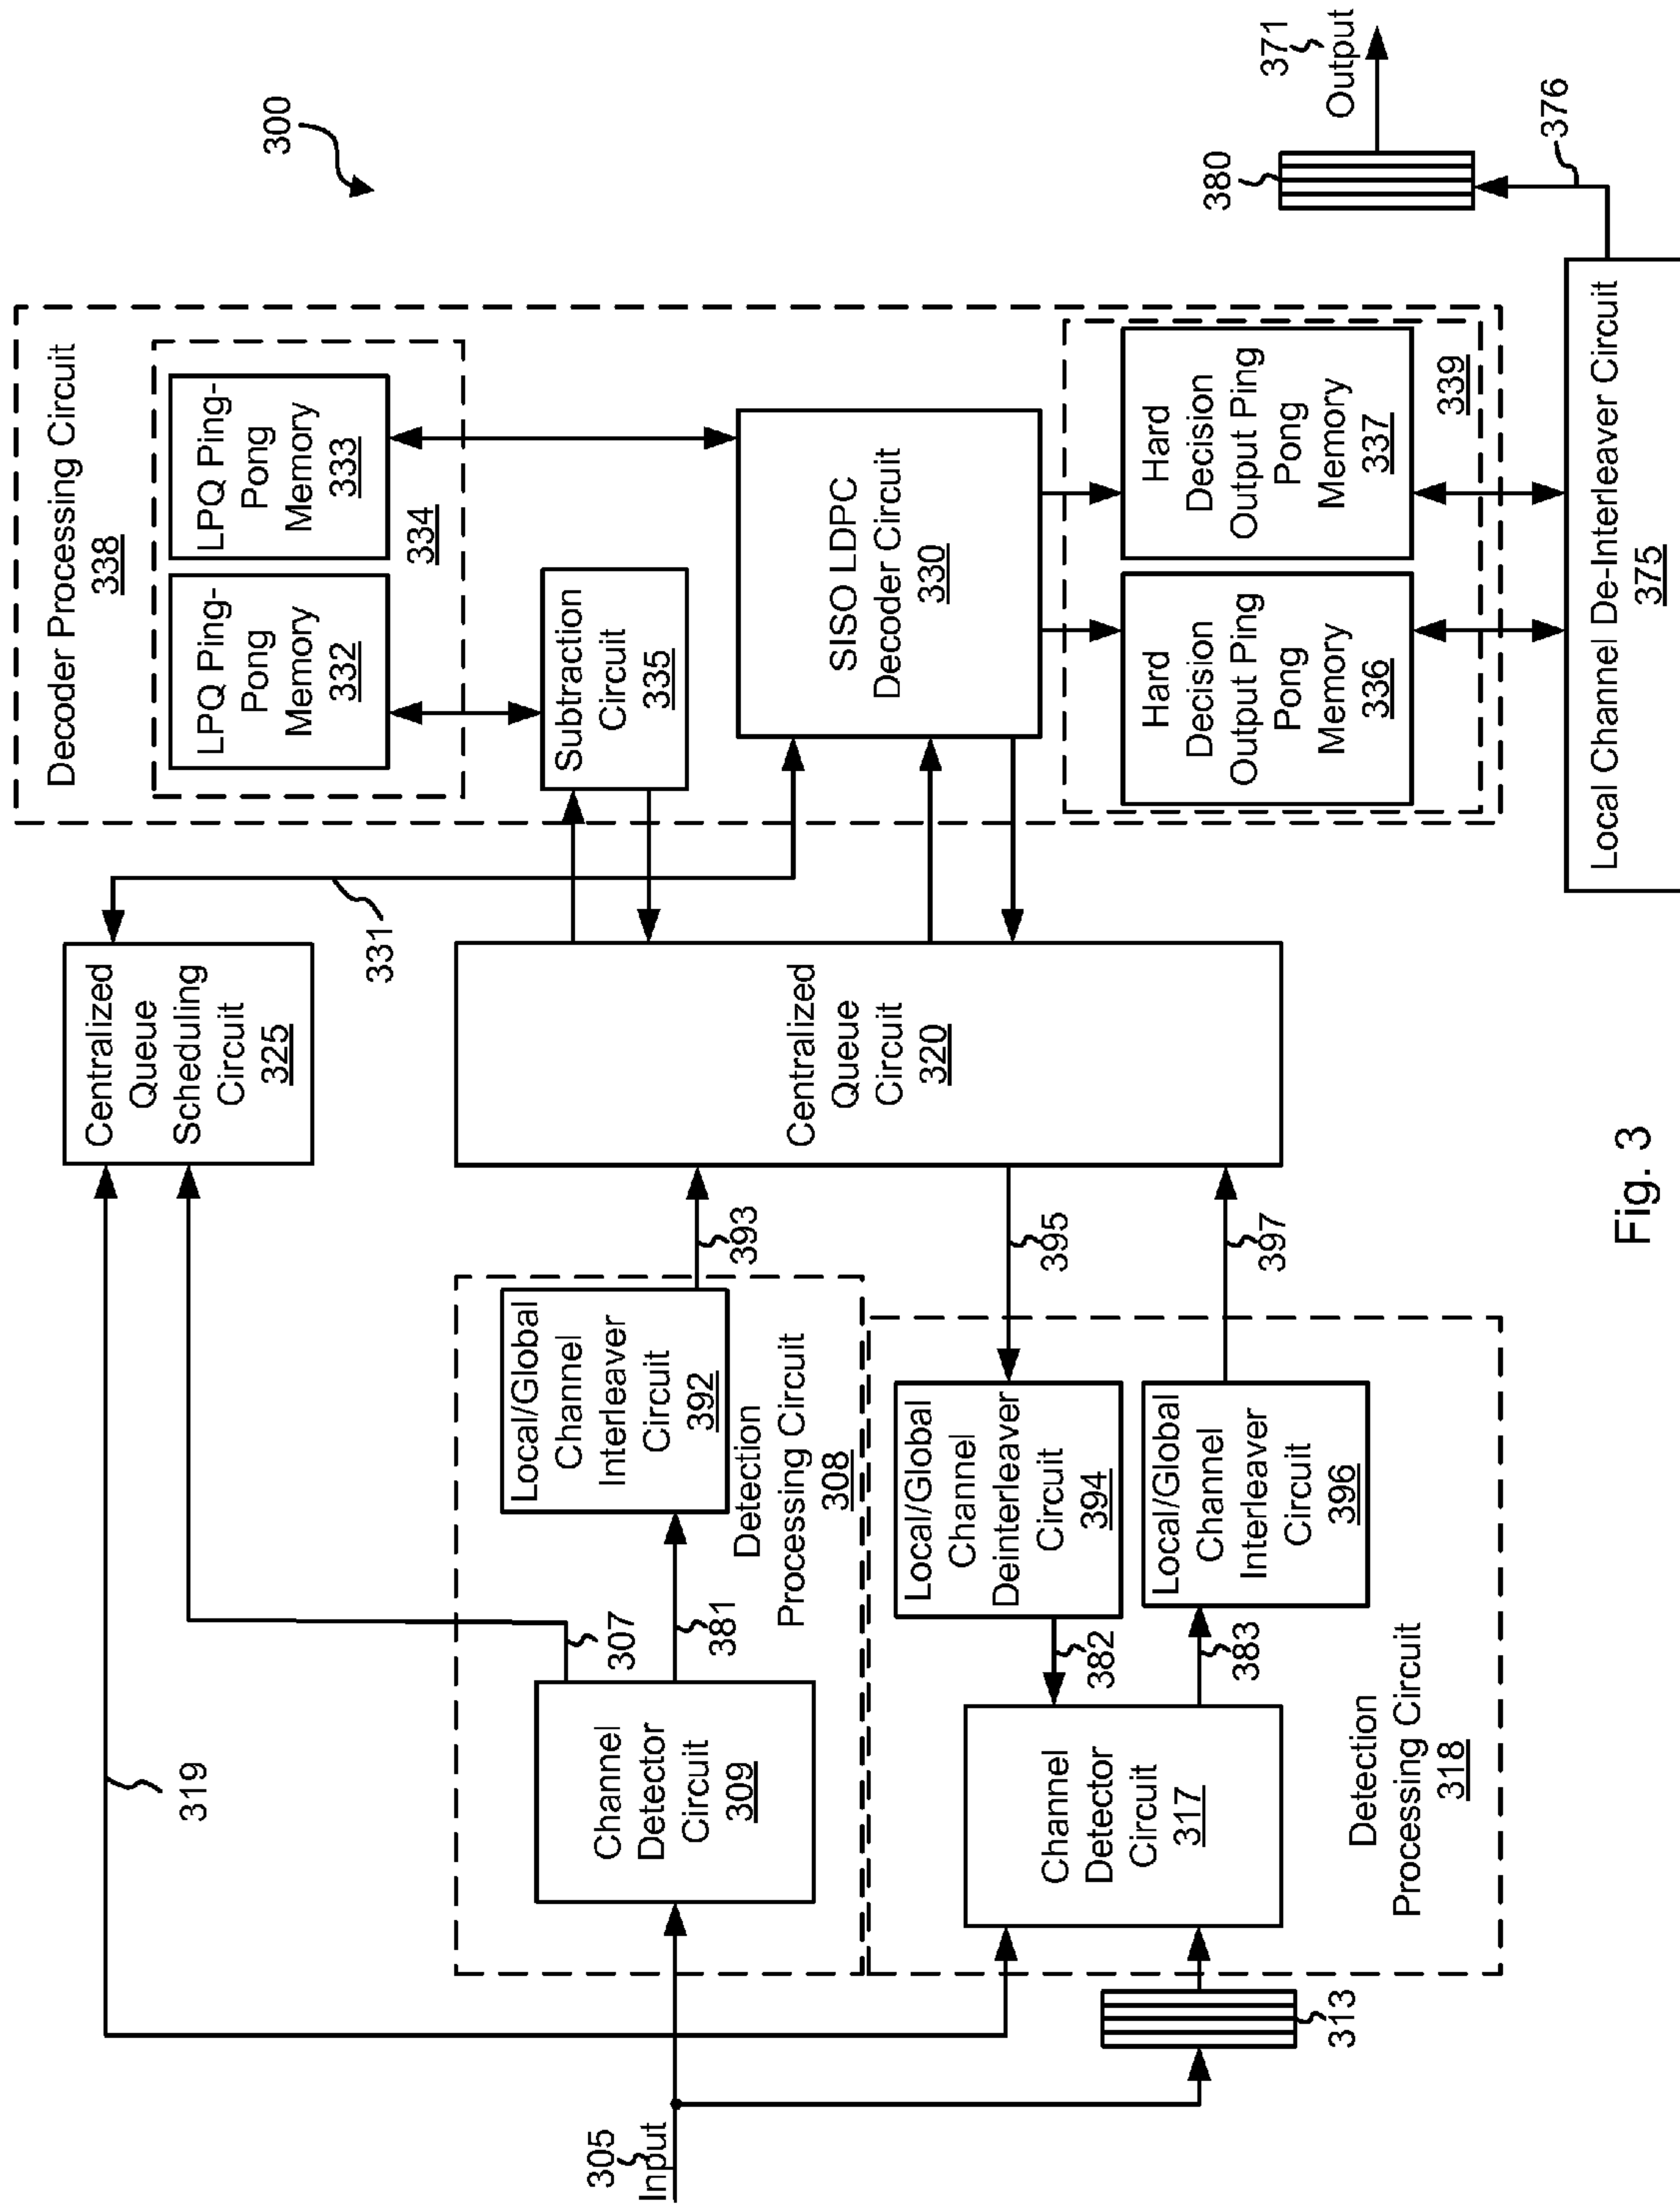 300
305
Input
313
319
Channel
Detector
Circuit
309
307
381
Local/Global
Channel
Interleaver
Circuit
392
Detection
Processing Circuit
308
393
Channel
Detector
Circuit
317
382
383
Local/Global
Channel
Deinterleaver
Circuit
394
Local/Global
Channel
Interleaver
Circuit
396
Detection
Processing Circuit
318
395
397
Centralized
Queue
Scheduling
Circuit
325
331
Centralized
Queue
Circuit
320
Decoder Processing Circuit
338
LPQ Ping-
Pong
Memory
332
LPQ Ping-
Pong
Memory
333
334
Subtraction
Circuit
335
SISO LDPC
Decoder Circuit
330
Hard
Decision
Output Ping
Pong
Memory
336
Hard
Decision
Output Ping
Pong
Memory
337
339
Local Channel De-Interleaver Circuit
375
376
380
371
Output
Fig. 3